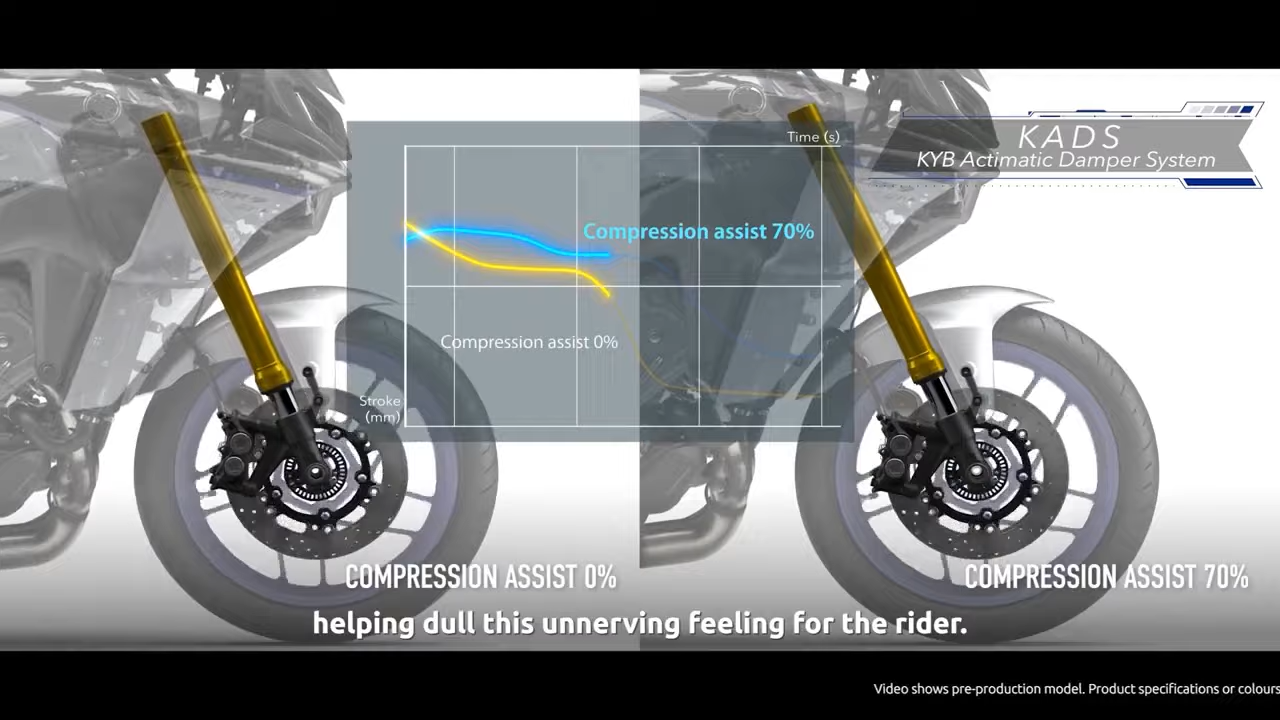 KADS
KYB Actimatic Damper System
Time (s)
Compression assist 70%
Compression assist 0%
Stroke
(mm)
COMPRESSION ASSIST 0%
COMPRESSION ASSIST 70%
helping dull this unnerving feeling for the rider.
Video shows pre-production model. Product specifications or colours